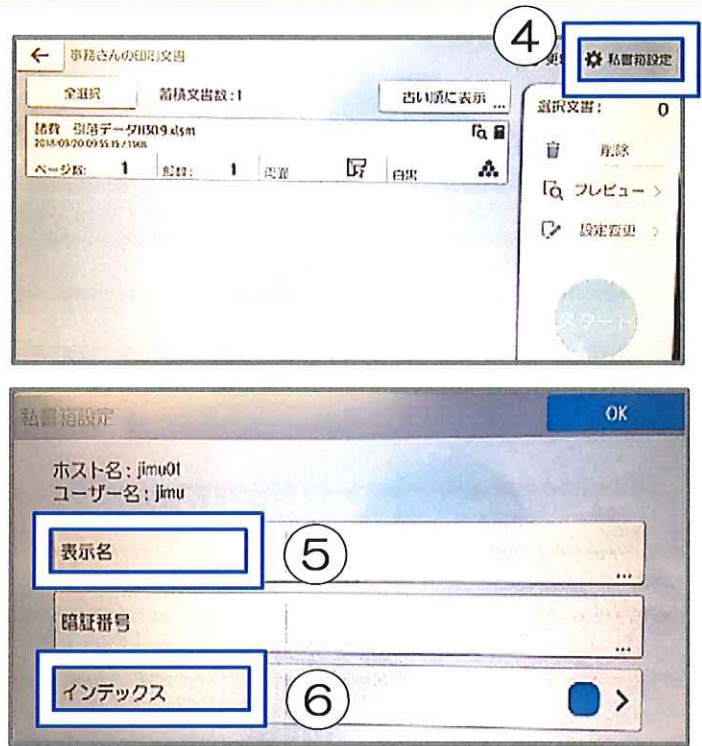 ④
事務さんの印刷文書
更新
私書箱設定
全選択
蓄積文書数:1
古い順に表示 ...
選択文書: 0
諸費 引落データH309.xlsm
ページ数: 1
部数: 1
両面
白黒
削除
プレビュー >
設定変更 >
スタート
私書箱設定
OK
ホスト名: jimu01
ユーザー名: jimu
表示名
⑤
...
暗証番号
...
インデックス
⑥
>